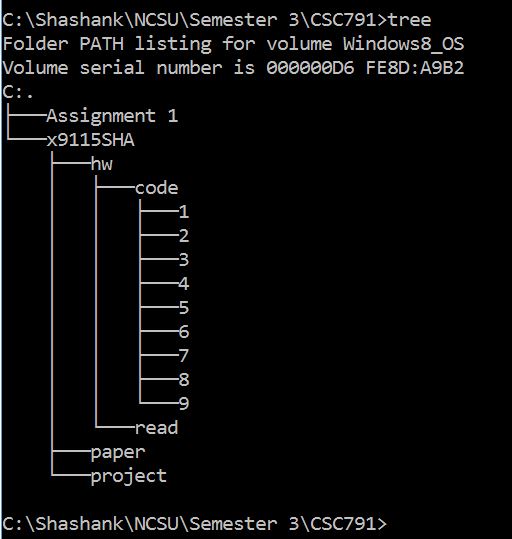 C:\Shashank\NCSU\Semester 3\CSC791>tree
Folder PATH listing for volume Windows8_OS
Volume serial number is 000000D6 FE8D:A9B2
C:.
├───Assignment 1
└───x9115SHA
    ├───hw
    │   ├───code
    │   │   ├───1
    │   │   ├───2
    │   │   ├───3
    │   │   ├───4
    │   │   ├───5
    │   │   ├───6
    │   │   ├───7
    │   │   ├───8
    │   │   └───9
    │   └───read
    ├───paper
    └───project
C:\Shashank\NCSU\Semester 3\CSC791>